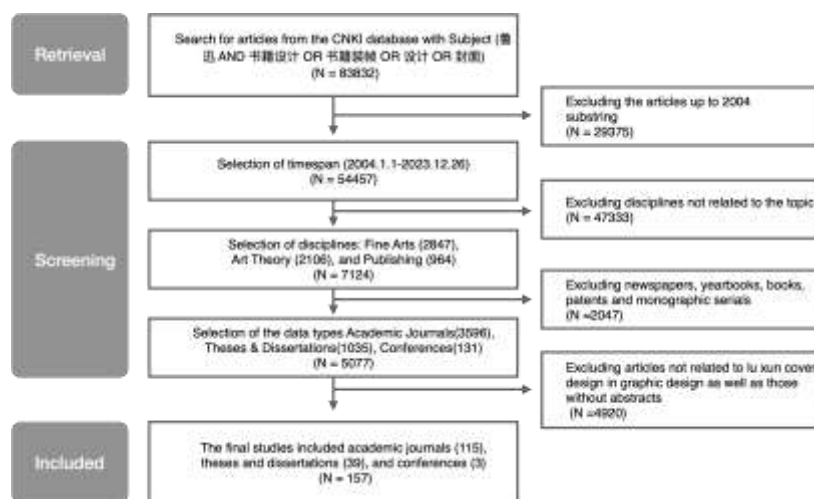 Retrieval
Search for articles from the CNKI database with Subject (鲁
迅 AND 书籍设计 OR 书籍装帧 OR 设计 OR 封面)
(N = 83832)
Excluding the articles up to 2004
substring
(N = 29375)
Screening
Selection of timespan (2004.1.1-2023.12.26)
(N = 54457)
Excluding disciplines not related to the topic
(N = 47333)
Selection of disciplines: Fine Arts (2847),
Art Theory (2106), and Publishing (964)
N = 7124)
Excluding newspapers, yearbooks, books,
patents and monographic serials
(N =2047)
Selection of the data types Academic Journals(3596),
Theses & Dissertations(1035), Conferences(131)
(N = 5077)
Excluding articles not related to lu xun cover
design in graphic design as well as those
without abstracts
(N =4920)
Included
The final studies included academic journals (115),
theses and dissertations (39), and conferences (3)
(N = 157)